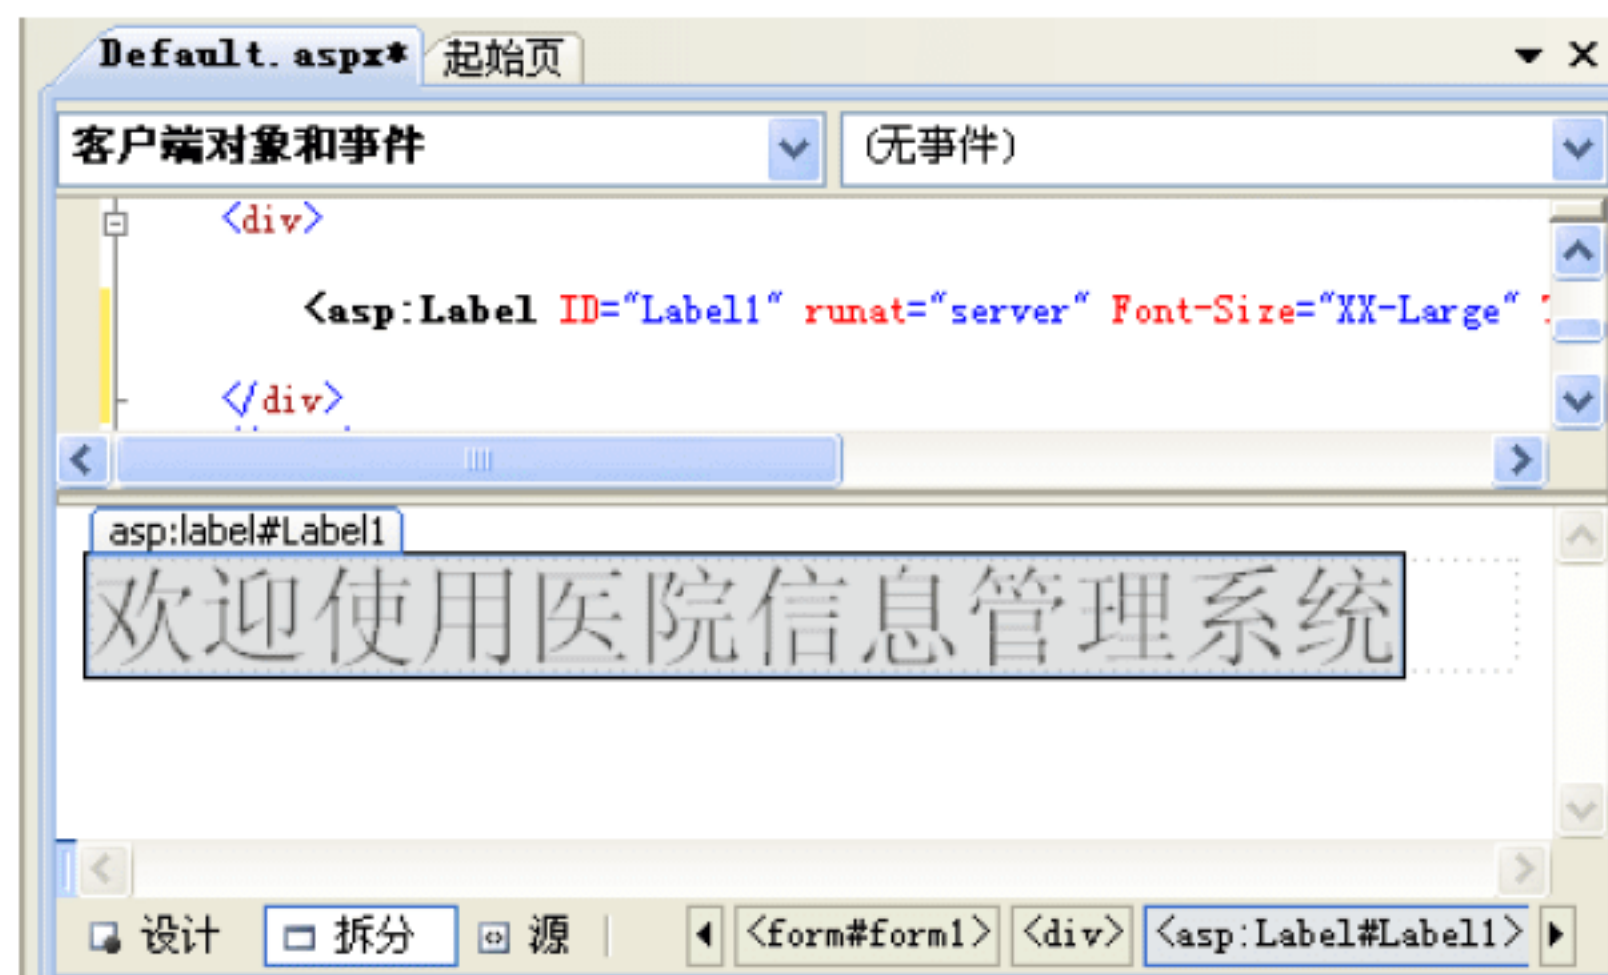 Default.aspx* 起始页
客户端对象和事件 (无事件)
<div>
<asp:Label ID="Label1" runat="server" Font-Size="XX-Large"
</div>
asp:label#Label1
欢迎使用医院信息管理系统
设计 拆分 源 <form#form1> <div> <asp:Label#Label1>